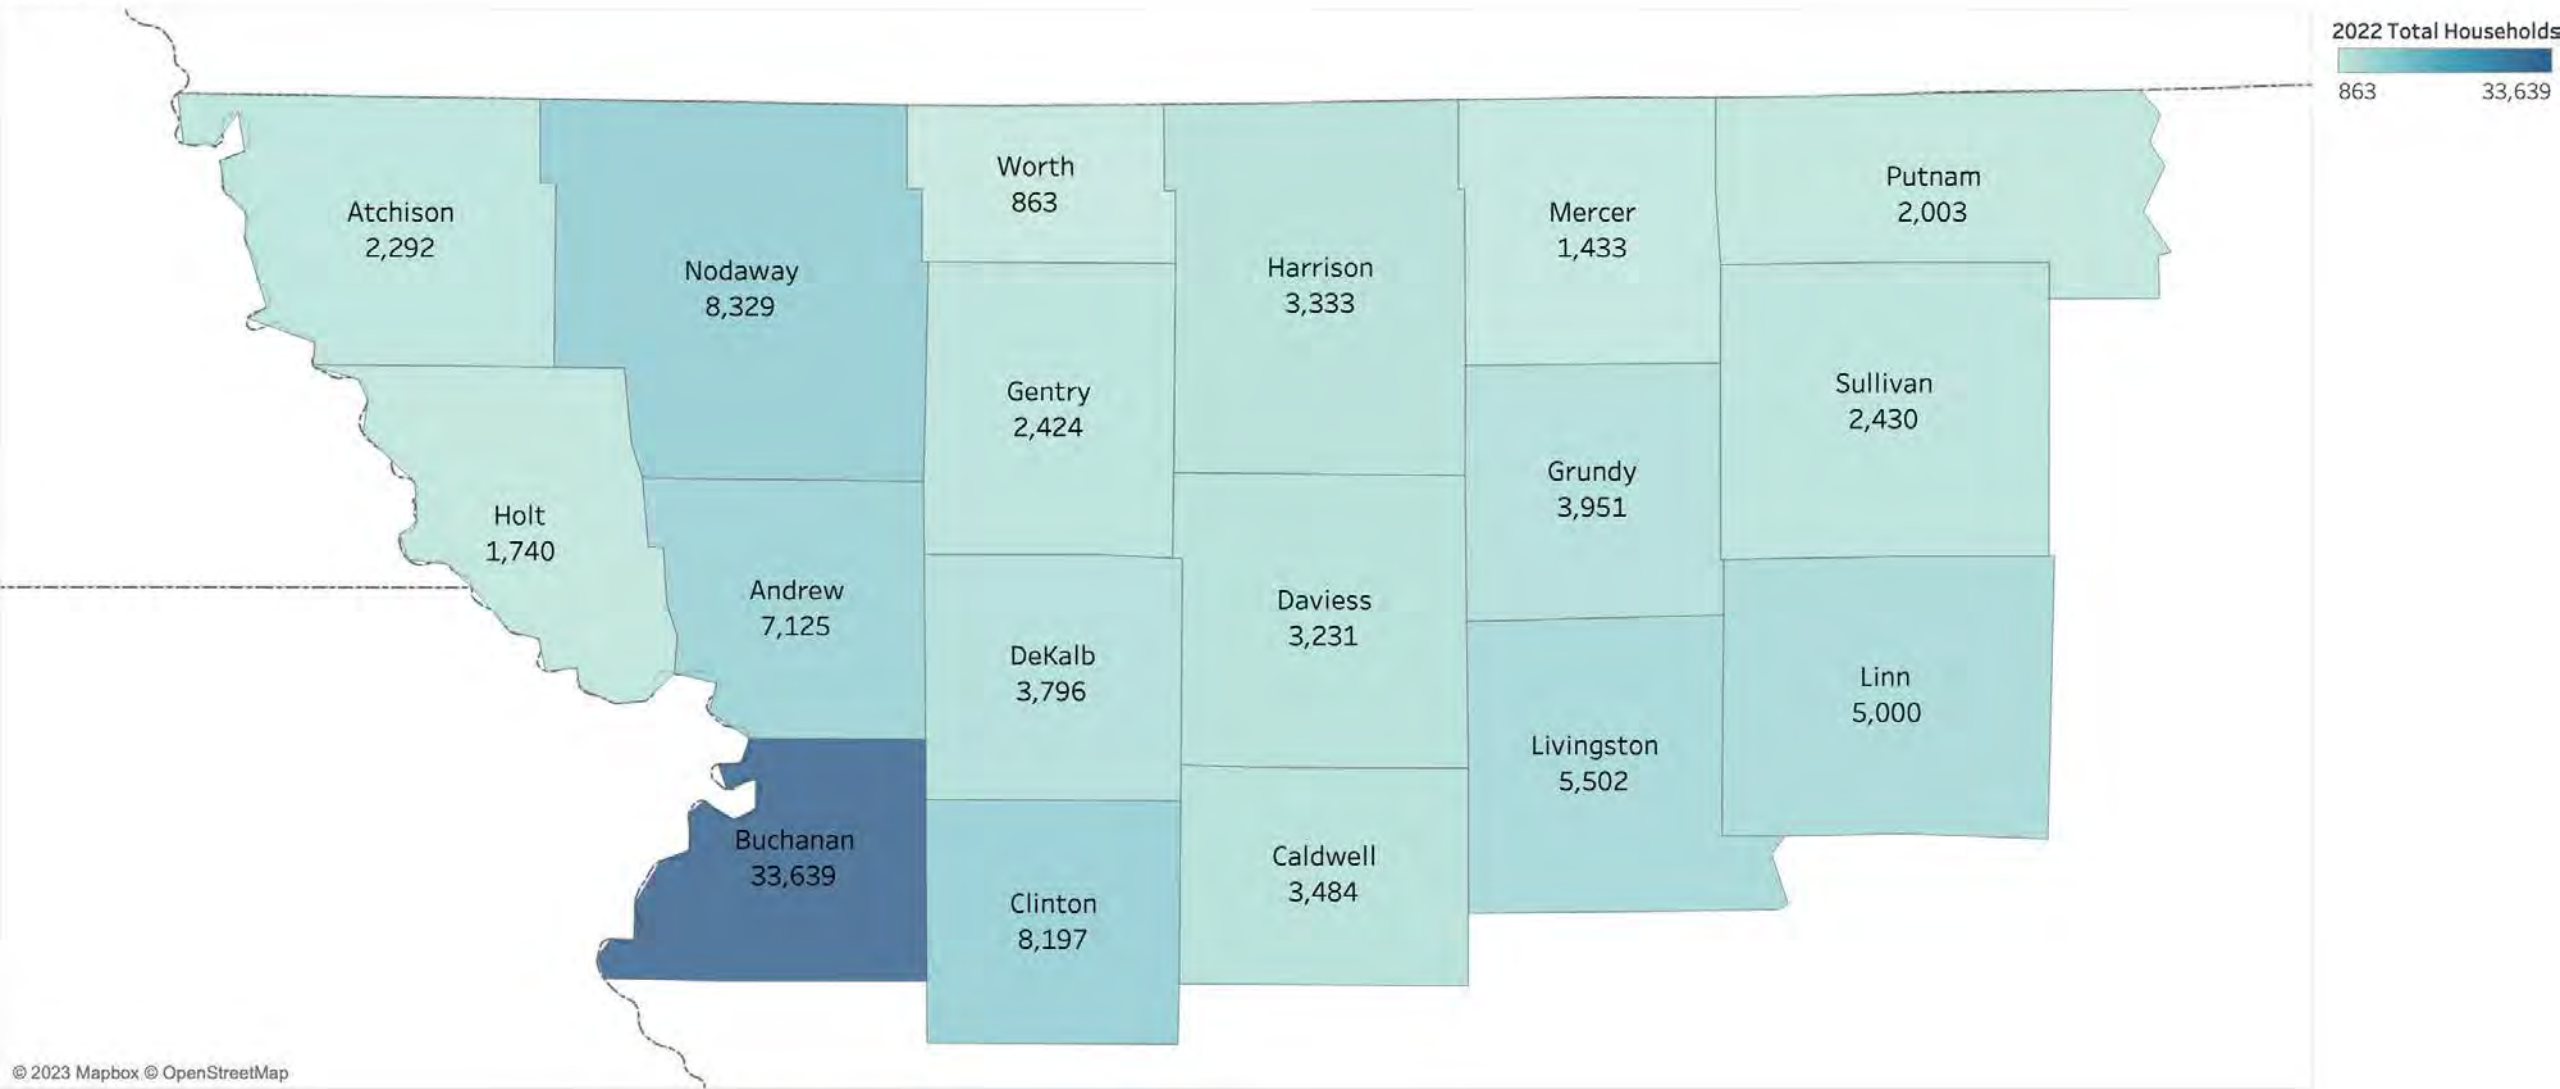 2022 Total Households
863 33,639
Worth
863
Putnam
2,003
Atchison
2,292
Mercer
1,433
Nodaway
8,329
Harrison
3,333
Gentry
2,424
Sullivan
2,430
Grundy
3,951
Holt
1,740
Andrew
7,125
Daviess
3,231
DeKalb
3,796
Linn
5,000
Livingston
5,502
Buchanan
33,639
Caldwell
3,484
Clinton
8,197
© 2023 Mapbox © OpenStreetMap